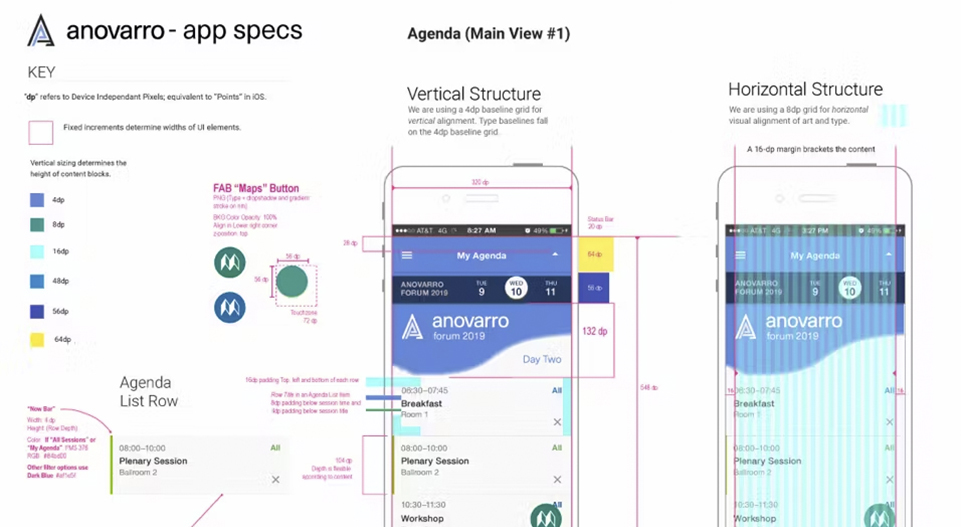 anovarro - app specs
Agenda (Main View #1)
KEY
"dp" refers to Device Independant Pixels; equivalent to "Points" in iOS.
Fixed increments determine widths of UI elements.
Vertical sizing determines the
height of content blocks.
4dp
8dp
16dp
48dp
56dp
64dp
FAB "Maps" Button
PNG (Type + dropshadow and gradient
stroke on ink).
BKG Color Opacity: 100%
Align in Lower right corner
z-position: top
56 dp
56 dp
Touchzone
72 dp
Vertical Structure
We are using a 4dp baseline grid for
vertical alignment. Type baselines fall
on the 4dp baseline grid
Horizontal Structure
We are using a 8dp grid for horizontal
visual alignment of art and type.
A 16-dp margin brackets the content
320 dp
Status Bar
20 dp
28 dp
AT&T 4G
8:27 AM
49%
My Agenda
64 dp
ANOVARRO
FORUM 2019
TUE
9
WED
10
THU
11
56 dp
anovarro
forum 2019
132 dp
Day Two
548 dp
16dp padding Top, left and bottom of each row
Row Title in an Agenda List Item
8dp padding below session time and
4dp padding below session title
06:30–07:45
All
Breakfast
Room 1
08:00–10:00
All
Plenary Session
Ballroom 2
10:30–11:30
All
Workshop
104 dp
Depth is flexible
according to content
Agenda
List Row
"Now Bar"
Width: 4 dp
Height: (Row Depth)
Color: If "All Sessions" or
"My Agenda" PMS 376
Other filter options use
08:00–10:00
All
Plenary Session
Ballroom 2
AT&T 4G
3:27 PM
49%
My Agenda
ANOVARRO
FORUM 2019
TUE
9
WED
10
THU
11
anovarro
forum 2019
16
16
06:30–07:45
All
Breakfast
Room 1
08:00–10:00
All
Plenary Session
Ballroom 2
10:30–11:30
All
Workshop